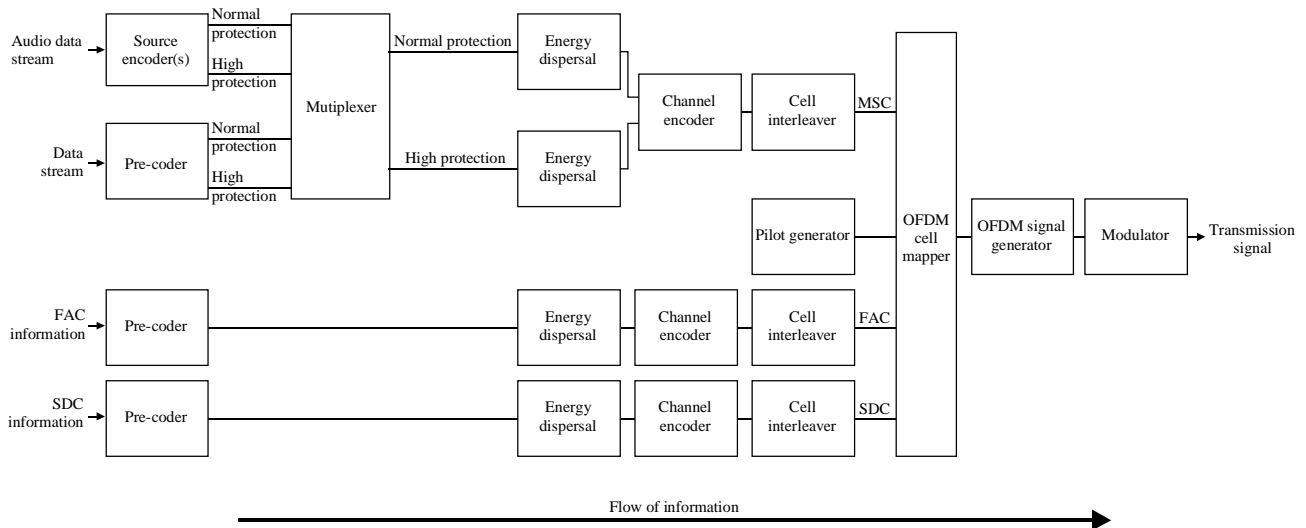 Normal
protection
Audio data
stream
Source
encoder(s)
High
protection
Mutiplexer
Normal protection
Energy
dispersal
Channel
encoder
Cell
interleaver
MSC
Data
stream
Pre-coder
Normal
protection
High
protection
High protection
Energy
dispersal
Pilot generator
OFDM
cell
mapper
OFDM signal
generator
Modulator
Transmission
signal
FAC
information
Pre-coder
Energy
dispersal
Channel
encoder
Cell
interleaver
FAC
SDC
information
Pre-coder
Energy
dispersal
Channel
encoder
Cell
interleaver
SDC
Flow of information